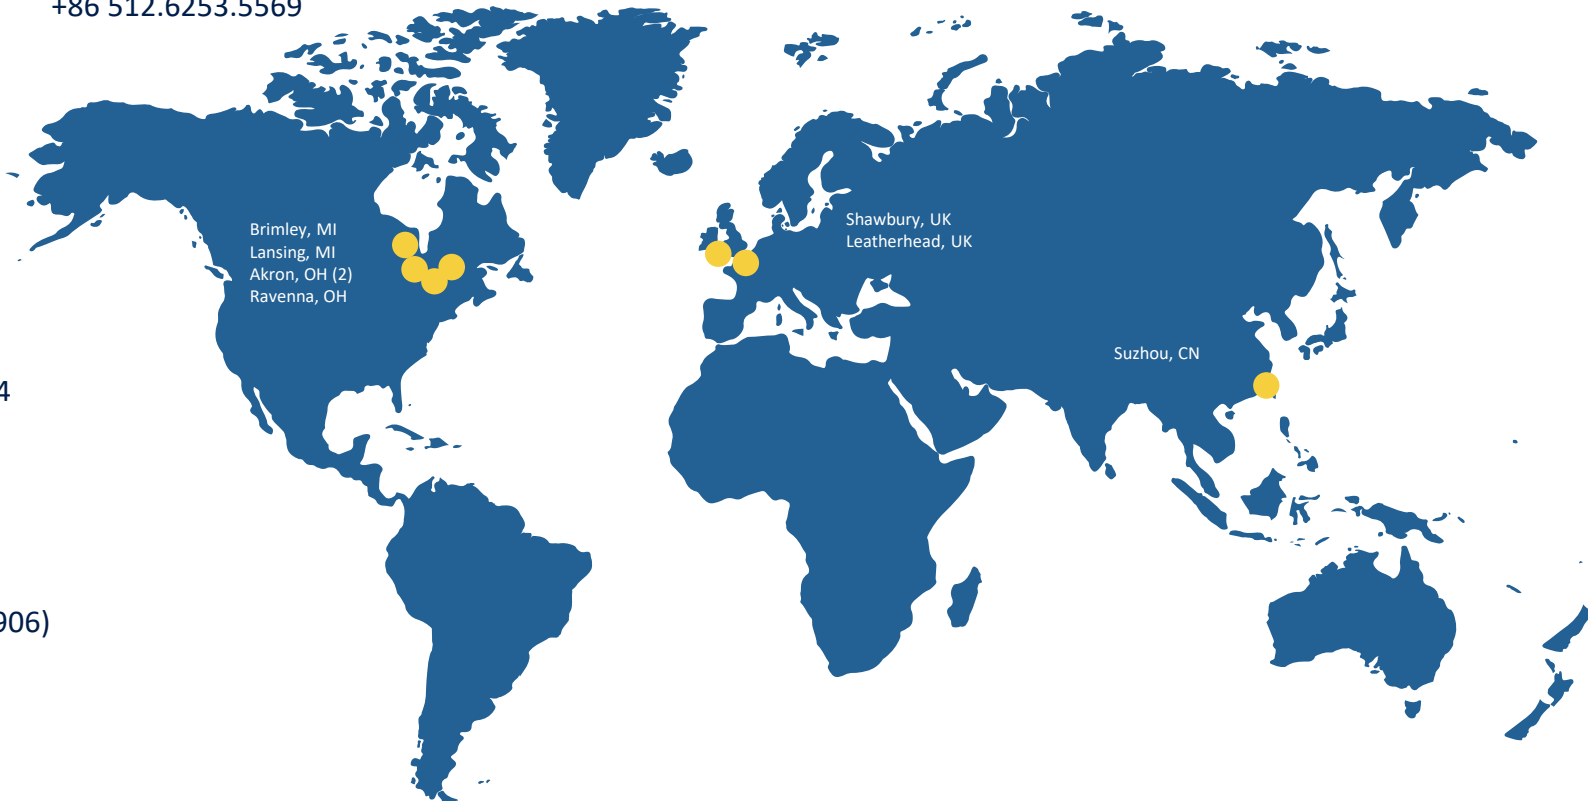 +86 512.6253.5569
Brimley, MI
Lansing, MI
Akron, OH (2)
Ravenna, OH
Shawbury, UK
Leatherhead, UK
Suzhou, CN
4
906)